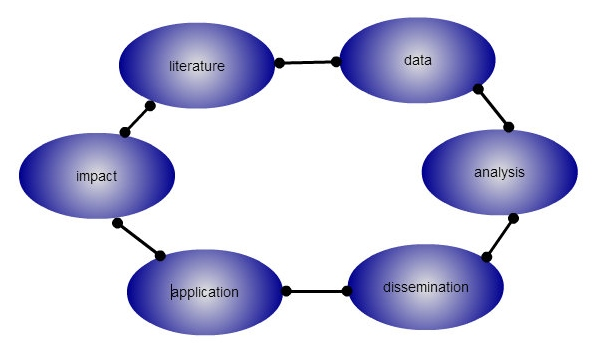 literature
data
impact
analysis
application
dissemination